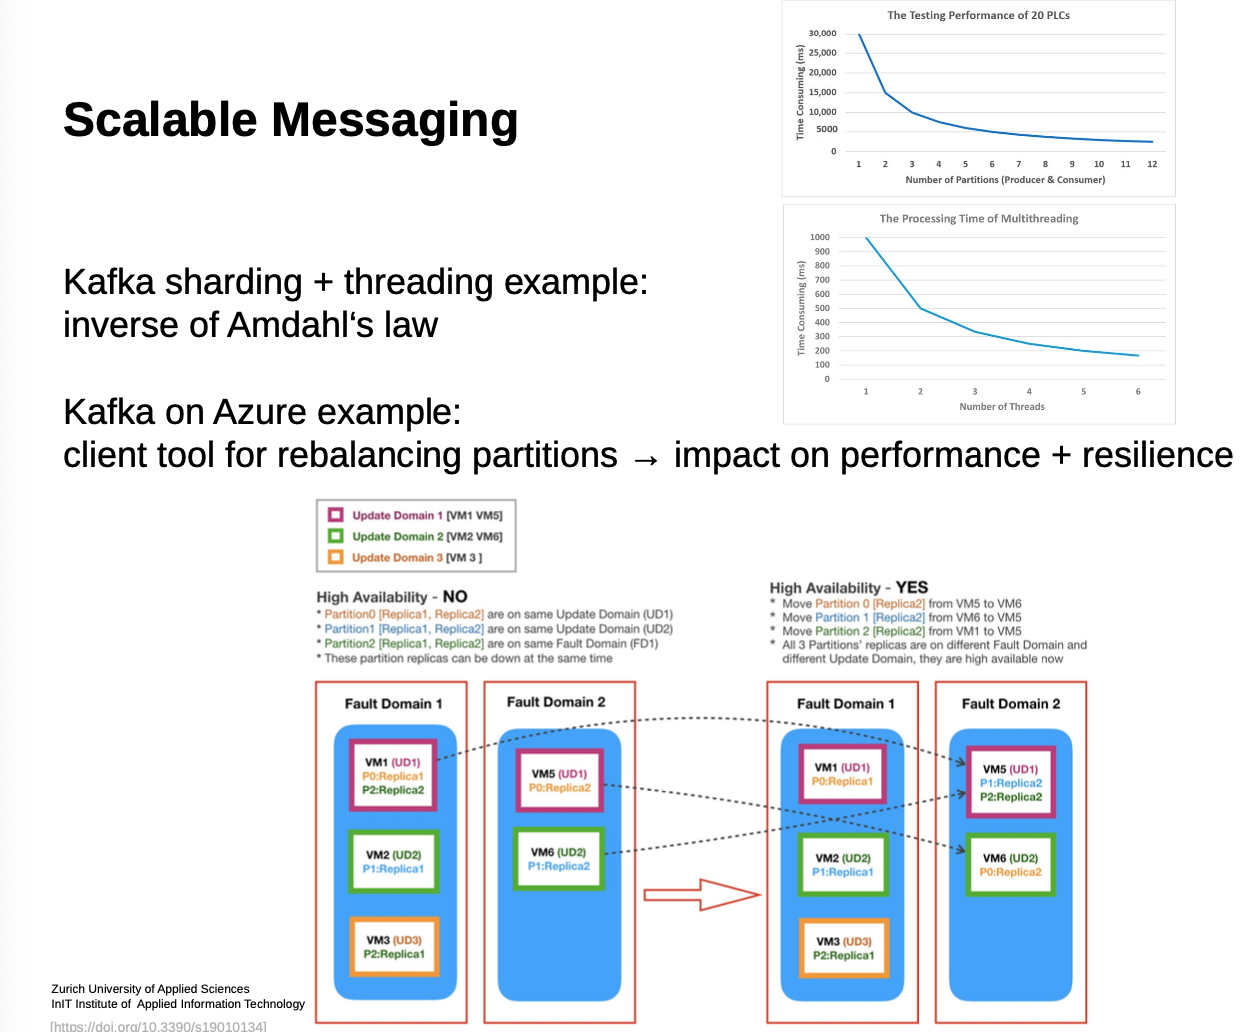 Scalable Messaging
The Testing Performance of 20 PLCs
Time Consuming (ms)
30,000
25,000
20,000
15,000
10,000
5000
0
1 2 3 4 5 6 7 8 9 10 11 12
Number of Partitions (Producer & Consumer)
The Processing Time of Multithreading
Time Consuming (ms)
1000
900
800
700
600
500
400
300
200
100
0
1 2 3 4 5 6
Number of Threads
Kafka sharding + threading example:
inverse of Amdahl‘s law
Kafka on Azure example:
client tool for rebalancing partitions → impact on performance + resilience
Update Domain 1 [VM1 VM5]
Update Domain 2 [VM2 VM6]
Update Domain 3 [VM 3 ]
High Availability - NO
* Partition0 [Replica1, Replica2] are on same Update Domain (UD1)
* Partition1 [Replica1, Replica2] are on same Update Domain (UD2)
* Partition2 [Replica1, Replica2] are on same Fault Domain (FD1)
* These partition replicas can be down at the same time
High Availability - YES
* Move Partition 0 [Replica2] from VM5 to VM6
* Move Partition 1 [Replica2] from VM6 to VM5
* Move Partition 2 [Replica2] from VM1 to VM5
* All 3 Partitions' replicas are on different Fault Domain and
different Update Domain, they are high available now
Fault Domain 1
VM1 (UD1)
P0:Replica1
P2:Replica2
VM2 (UD2)
P1:Replica1
VM3 (UD3)
P2:Replica1
Fault Domain 2
VM5 (UD1)
P0:Replica2
VM6 (UD2)
P1:Replica2
Fault Domain 1
VM1 (UD1)
P0:Replica1
VM2 (UD2)
P1:Replica1
VM3 (UD3)
P2:Replica1
Fault Domain 2
VM5 (UD1)
P1:Replica2
P2:Replica2
VM6 (UD2)
P0:Replica2
Zurich University of Applied Sciences
InIT Institute of Applied Information Technology
[https://doi.org/10.3390/s19010134]